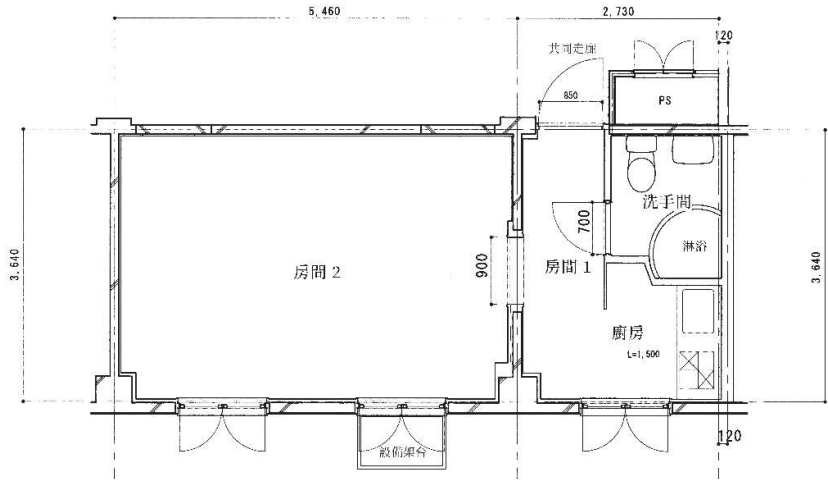 5,460
2,730
120
共同走廊
850
PS
3,640
洗手間
700
淋浴
房間2
900
房間1
3,640
廚房
L=1,500
120
設備架台